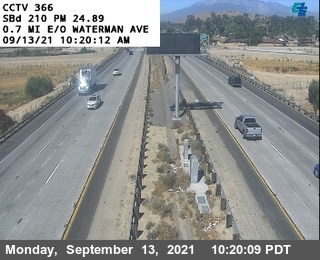 CCTV 366
SBd 210 PM 24.89
0.7 MI E/O WATERMAN AVE
09/13/21 10:20:12 AM
Monday, September 13, 2021 10:20:09 PDT